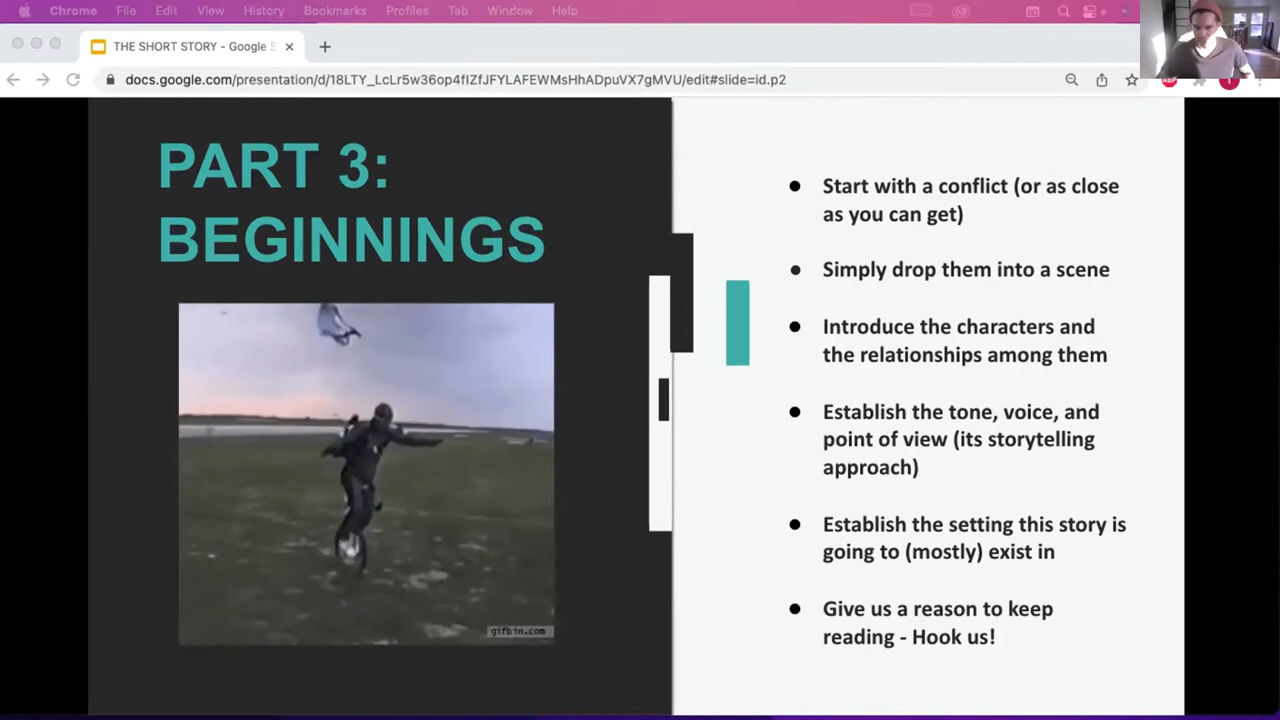 Chrome File Edit View History Bookmarks Profiles Tab Window Help
THE SHORT STORY - Google S
docs.google.com/presentation/d/18LTY_LcLr5w36op4fIZfJFYLAFEWMsHhADpuVX7gMVU/edit#slide=id.p2
PART 3:
BEGINNINGS
gifbin.com
Start with a conflict (or as close
as you can get)
Simply drop them into a scene
Introduce the characters and
the relationships among them
Establish the tone, voice, and
point of view (its storytelling
approach)
Establish the setting this story is
going to (mostly) exist in
Give us a reason to keep
reading - Hook us!